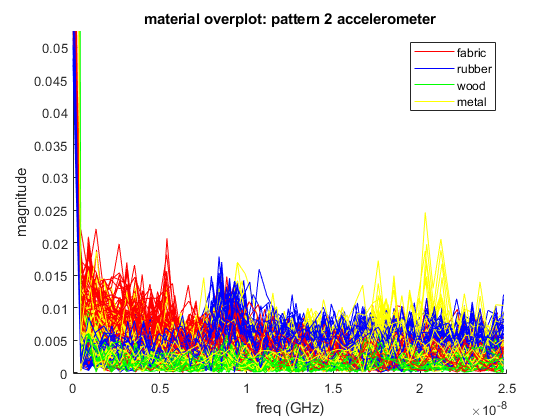 material overplot: pattern 2 accelerometer
0.05
0.045
0.04
0.035
0.03
0.025
0.02
0.015
0.01
0.005
0
magnitude
fabric
rubber
wood
metal
0 0.5 1 1.5 2 2.5
freq (GHz)
×10⁻⁸